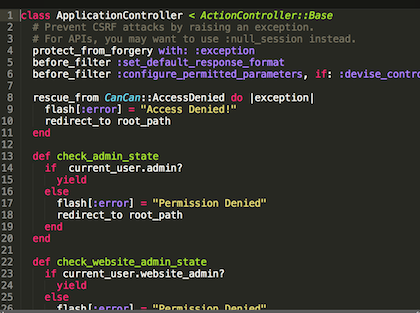 1 class ApplicationController < ActionController::Base
2 # Prevent CSRF attacks by raising an exception.
3 # For APIs, you may want to use :null_session instead.
4 protect_from_forgery with: :exception
5 before_filter :set_default_response_format
6 before_filter :configure_permitted_parameters, if: :devise_contro
7
8 rescue_from CanCan::AccessDenied do |exception|
9 flash[:error] = "Access Denied!"
10 redirect_to root_path
11 end
12
13 def check_admin_state
14 if current_user.admin?
15 yield
16 else
17 flash[:error] = "Permission Denied"
18 redirect_to root_path
19 end
20 end
21
22 def check_website_admin_state
23 if current_user.website_admin?
24 yield
25 else
26 flash[:error] = "Permission Denied"